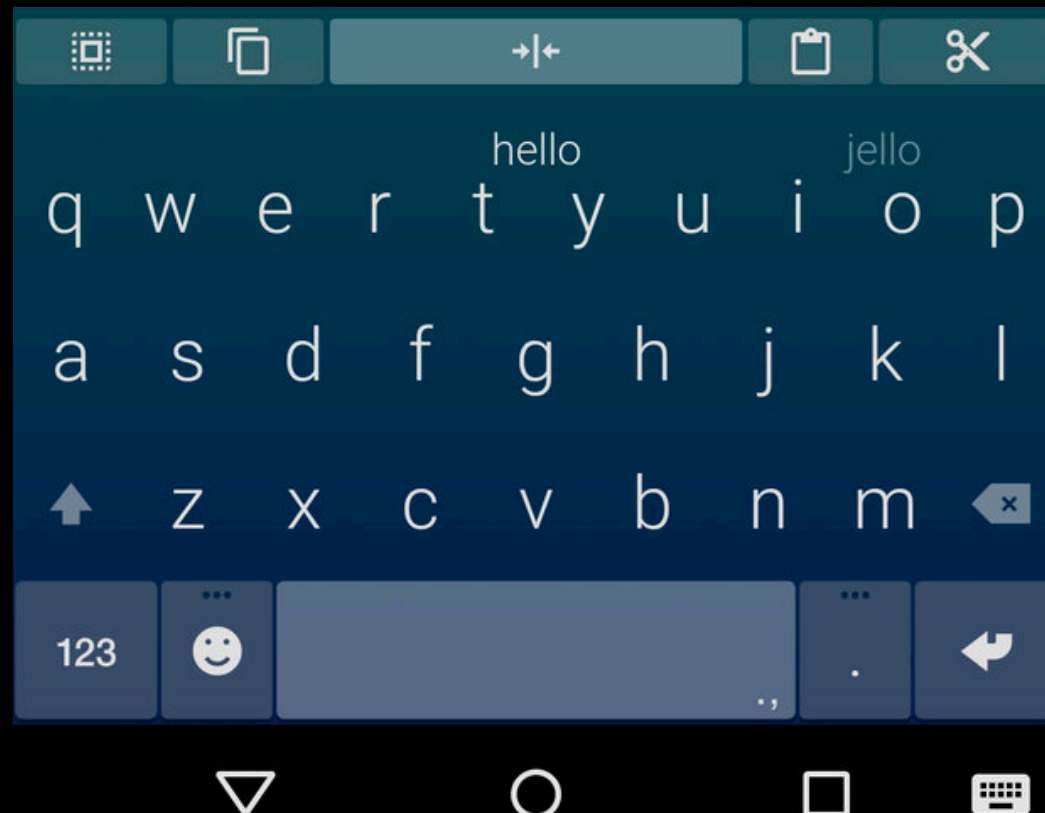 hello jello
q w e r t y u i o p
a s d f g h j k l
z x c v b n m
123 . .,